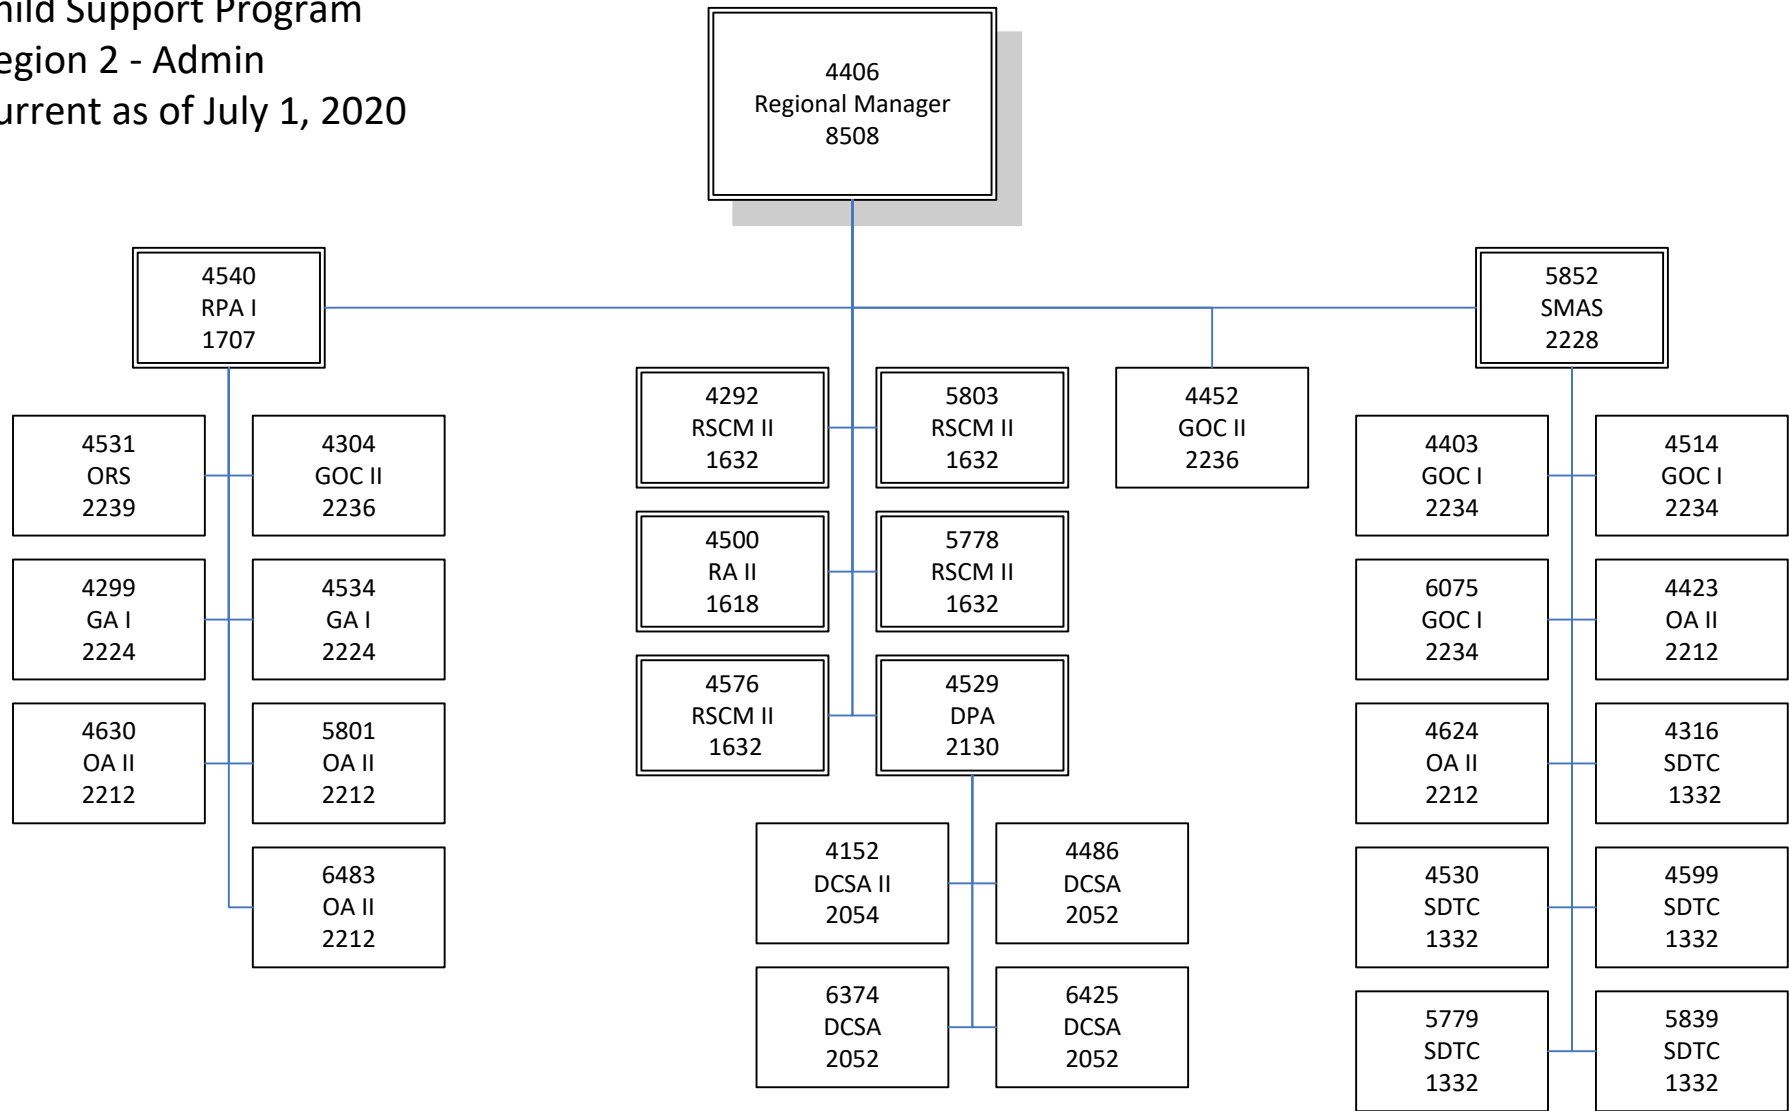 hild Support Program
egion 2 - Admin
urrent as of July 1, 2020
4406
Regional Manager
8508
4540
RPA I
1707
5852
SMAS
2228
4292
RSCM II
1632
5803
RSCM II
1632
4452
GOC II
2236
4531
ORS
2239
4304
GOC II
2236
4403
GOC I
2234
4514
GOC I
2234
4500
RA II
1618
5778
RSCM II
1632
4299
GA I
2224
4534
GA I
2224
6075
GOC I
2234
4423
OA II
2212
4576
RSCM II
1632
4529
DPA
2130
4630
OA II
2212
5801
OA II
2212
4624
OA II
2212
4316
SDTC
1332
4152
DCSA II
2054
4486
DCSA
2052
6483
OA II
2212
4530
SDTC
1332
4599
SDTC
1332
6374
DCSA
2052
6425
DCSA
2052
5779
SDTC
1332
5839
SDTC
1332